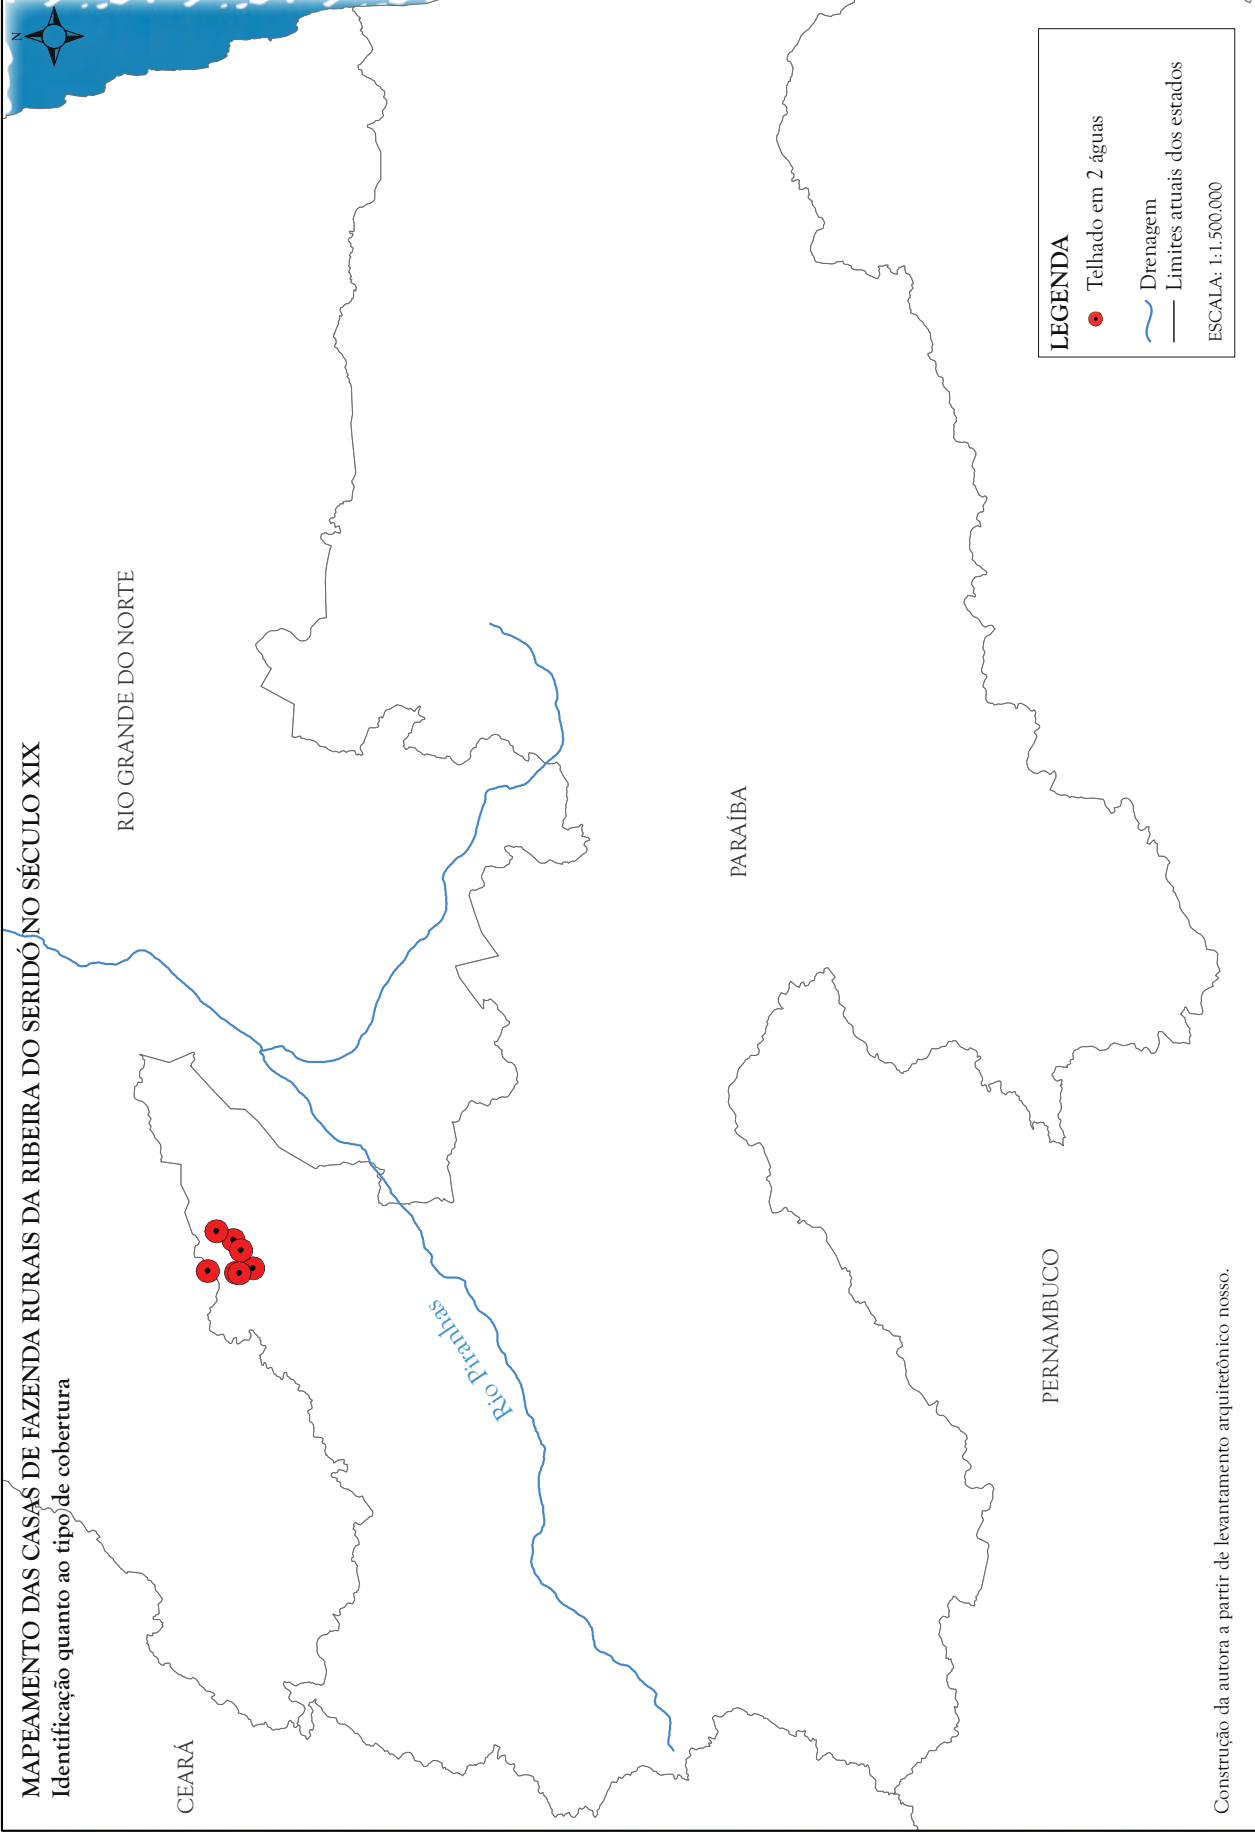 MAPEAMENTO DAS CASAS DE FAZENDA RURAIS DA RIBEIRA DO SERIDÓ NO SÉCULO XIX
Identificação quanto ao tipo de cobertura
N
CEARÁ
RIO GRANDE DO NORTE
Rio Piranhas
PARAÍBA
PERNAMBUCO
LEGENDA
Telhado em 2 águas
Drenagem
Limites atuais dos estados
ESCALA: 1:1.500.000
Construção da autora a partir de levantamento arquitetônico nosso.